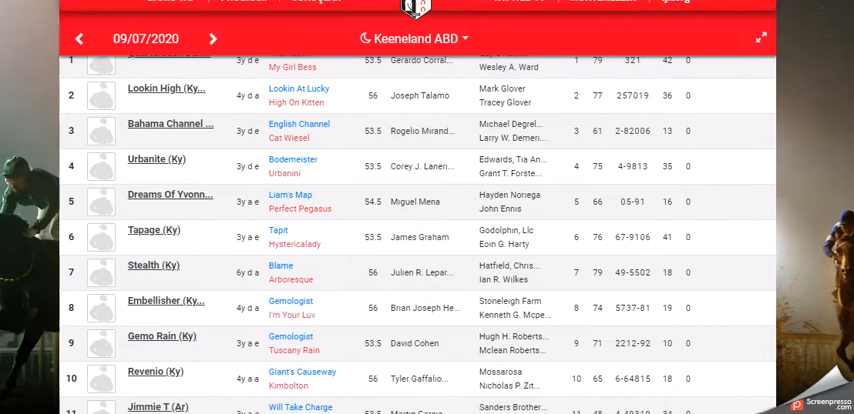 09/07/2020
Keeneland ABD
1 3y d e My Girl Bess 53.5 Gerardo Corral... Wesley A. Ward 1 79 321 42 0
2 Lookin High (Ky... 4y d a Lookin At Lucky High On Kitten 56 Joseph Talamo Mark Glover Tracey Glover 2 77 257019 36 0
3 Bahama Channel ... 3y d e English Channel Cat Wiesel 53.5 Rogelio Mirand... Michael Degrel... Larry W. Demeri... 3 61 2-82006 13 0
4 Urbanite (Ky) 3y d e Bodemeister Urbanini 53.5 Corey J. Laneri... Edwards, Tia An... Grant T. Forste... 4 75 4-9813 35 0
5 Dreams Of Yvonn... 3y a e Liam's Map Perfect Pegasus 54.5 Miguel Mena Hayden Noriega John Ennis 5 66 05-91 16 0
6 Tapage (Ky) 3y a e Tapit Hystericalady 53.5 James Graham Godolphin, Llc Eoin G. Harty 6 76 67-9106 41 0
7 Stealth (Ky) 6y d a Blame Arboresque 56 Julien R. Lepar... Hatfield, Chris... Ian R. Wilkes 7 79 49-5502 18 0
8 Embellisher (Ky... 4y d a Gemologist I'm Your Luv 56 Brian Joseph He... Stoneleigh Farm Kenneth G. Mcpe... 8 74 5737-81 19 0
9 Gemo Rain (Ky) 3y a e Gemologist Tuscany Rain 53.5 David Cohen Hugh H. Roberts... Mclean Roberts... 9 71 2212-92 10 0
10 Revenio (Ky) 4y a a Giant's Causeway Kimbolton 56 Tyler Gaffalio... Mossarosa Nicholas P. Zit... 10 65 6-64815 18 0
Jimmie T (Ar) Will Take Charge Sanders Brother...
Screenpresso.com